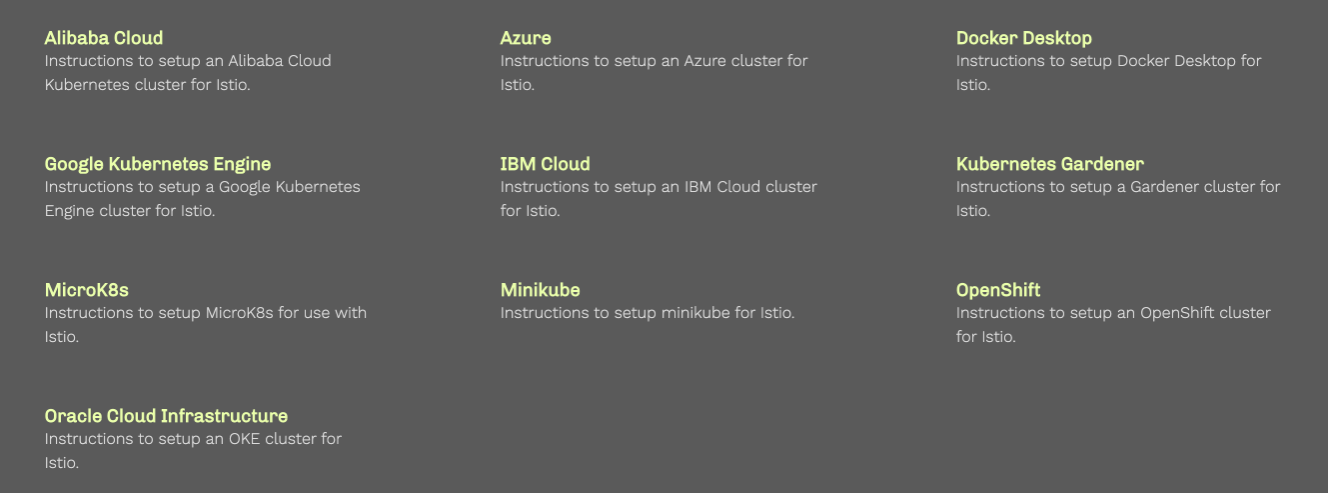 Alibaba Cloud
Instructions to setup an Alibaba Cloud
Kubernetes cluster for Istio.
Azure
Instructions to setup an Azure cluster for
Istio.
Docker Desktop
Instructions to setup Docker Desktop for
Istio.
Google Kubernetes Engine
Instructions to setup a Google Kubernetes
Engine cluster for Istio.
IBM Cloud
Instructions to setup an IBM Cloud cluster
for Istio.
Kubernetes Gardener
Instructions to setup a Gardener cluster for
Istio.
MicroK8s
Instructions to setup MicroK8s for use with
Istio.
Minikube
Instructions to setup minikube for Istio.
OpenShift
Instructions to setup an OpenShift cluster
for Istio.
Oracle Cloud Infrastructure
Instructions to setup an OKE cluster for
Istio.